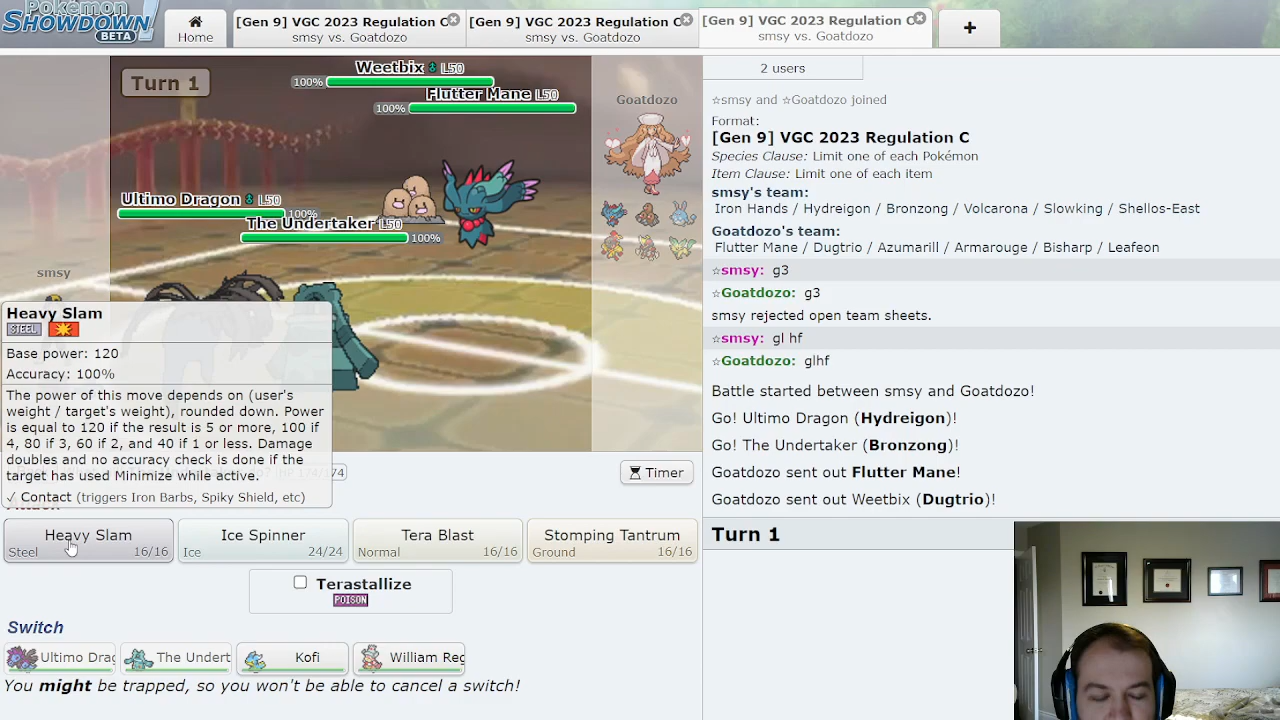 Pokémon
SHOWDOWN
BETA
Home
[Gen 9] VGC 2023 Regulation C
smsy vs. Goatdozo
[Gen 9] VGC 2023 Regulation C
smsy vs. Goatdozo
[Gen 9] VGC 2023 Regulation C
smsy vs. Goatdozo
+
Turn 1
Weetbix L50
100%
Flutter Mane L50
100%
Ultimo Dragon L50
100%
The Undertaker L50
100%
Goatdozo
smsy
2 users
☆smsy and ☆Goatdozo joined
Format:
[Gen 9] VGC 2023 Regulation C
Species Clause: Limit one of each Pokémon
Item Clause: Limit one of each item
smsy's team:
Iron Hands / Hydreigon / Bronzong / Volcarona / Slowking / Shellos-East
Goatdozo's team:
Flutter Mane / Dugtrio / Azumarill / Armarouge / Bisharp / Leafeon
☆smsy: g3
☆Goatdozo: g3
smsy rejected open team sheets.
☆smsy: gl hf
☆Goatdozo: glhf
Battle started between smsy and Goatdozo!
Go! Ultimo Dragon (Hydreigon)!
Go! The Undertaker (Bronzong)!
Goatdozo sent out Flutter Mane!
Goatdozo sent out Weetbix (Dugtrio)!
Turn 1
Heavy Slam
STEEL
Base power: 120
Accuracy: 100%
The power of this move depends on (user's
weight / target's weight), rounded down. Power
is equal to 120 if the result is 5 or more, 100 if
4, 80 if 3, 60 if 2, and 40 if 1 or less. Damage
doubles and no accuracy check is done if the
target has used Minimize while active.
✓ Contact (triggers Iron Barbs, Spiky Shield, etc)
Timer
Heavy Slam
Steel 16/16
Ice Spinner
Ice 24/24
Tera Blast
Normal 16/16
Stomping Tantrum
Ground 16/16
Terastallize
POISON
Switch
Ultimo Drag
The Undert
Kofi
William Reg
You might be trapped, so you won't be able to cancel a switch!